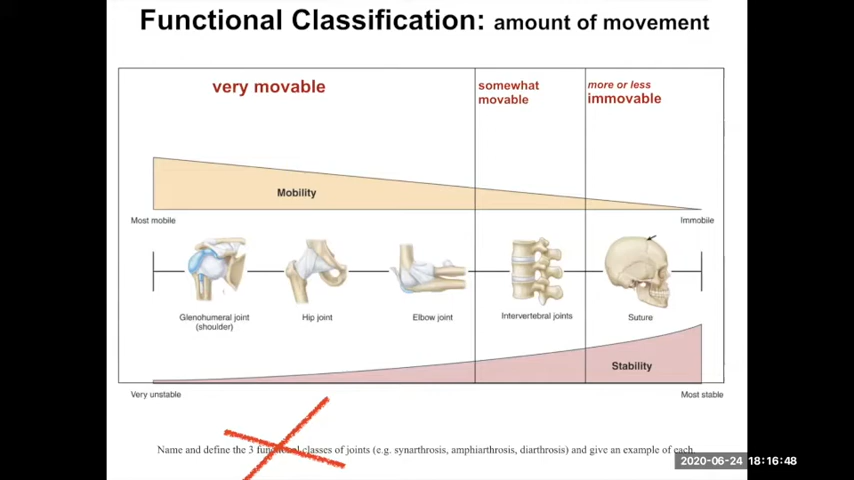 Functional Classification: amount of movement
very movable
somewhat
movable
more or less
immovable
Mobility
Most mobile
Immobile
Glenohumeral joint
(shoulder)
Hip joint
Elbow joint
Intervertebral joints
Suture
Stability
Very unstable
Most stable
Name and define the 3 functional classes of joints (e.g. synarthrosis, amphiarthrosis, diarthrosis) and give an example of each
2020-06-24 18:16:48